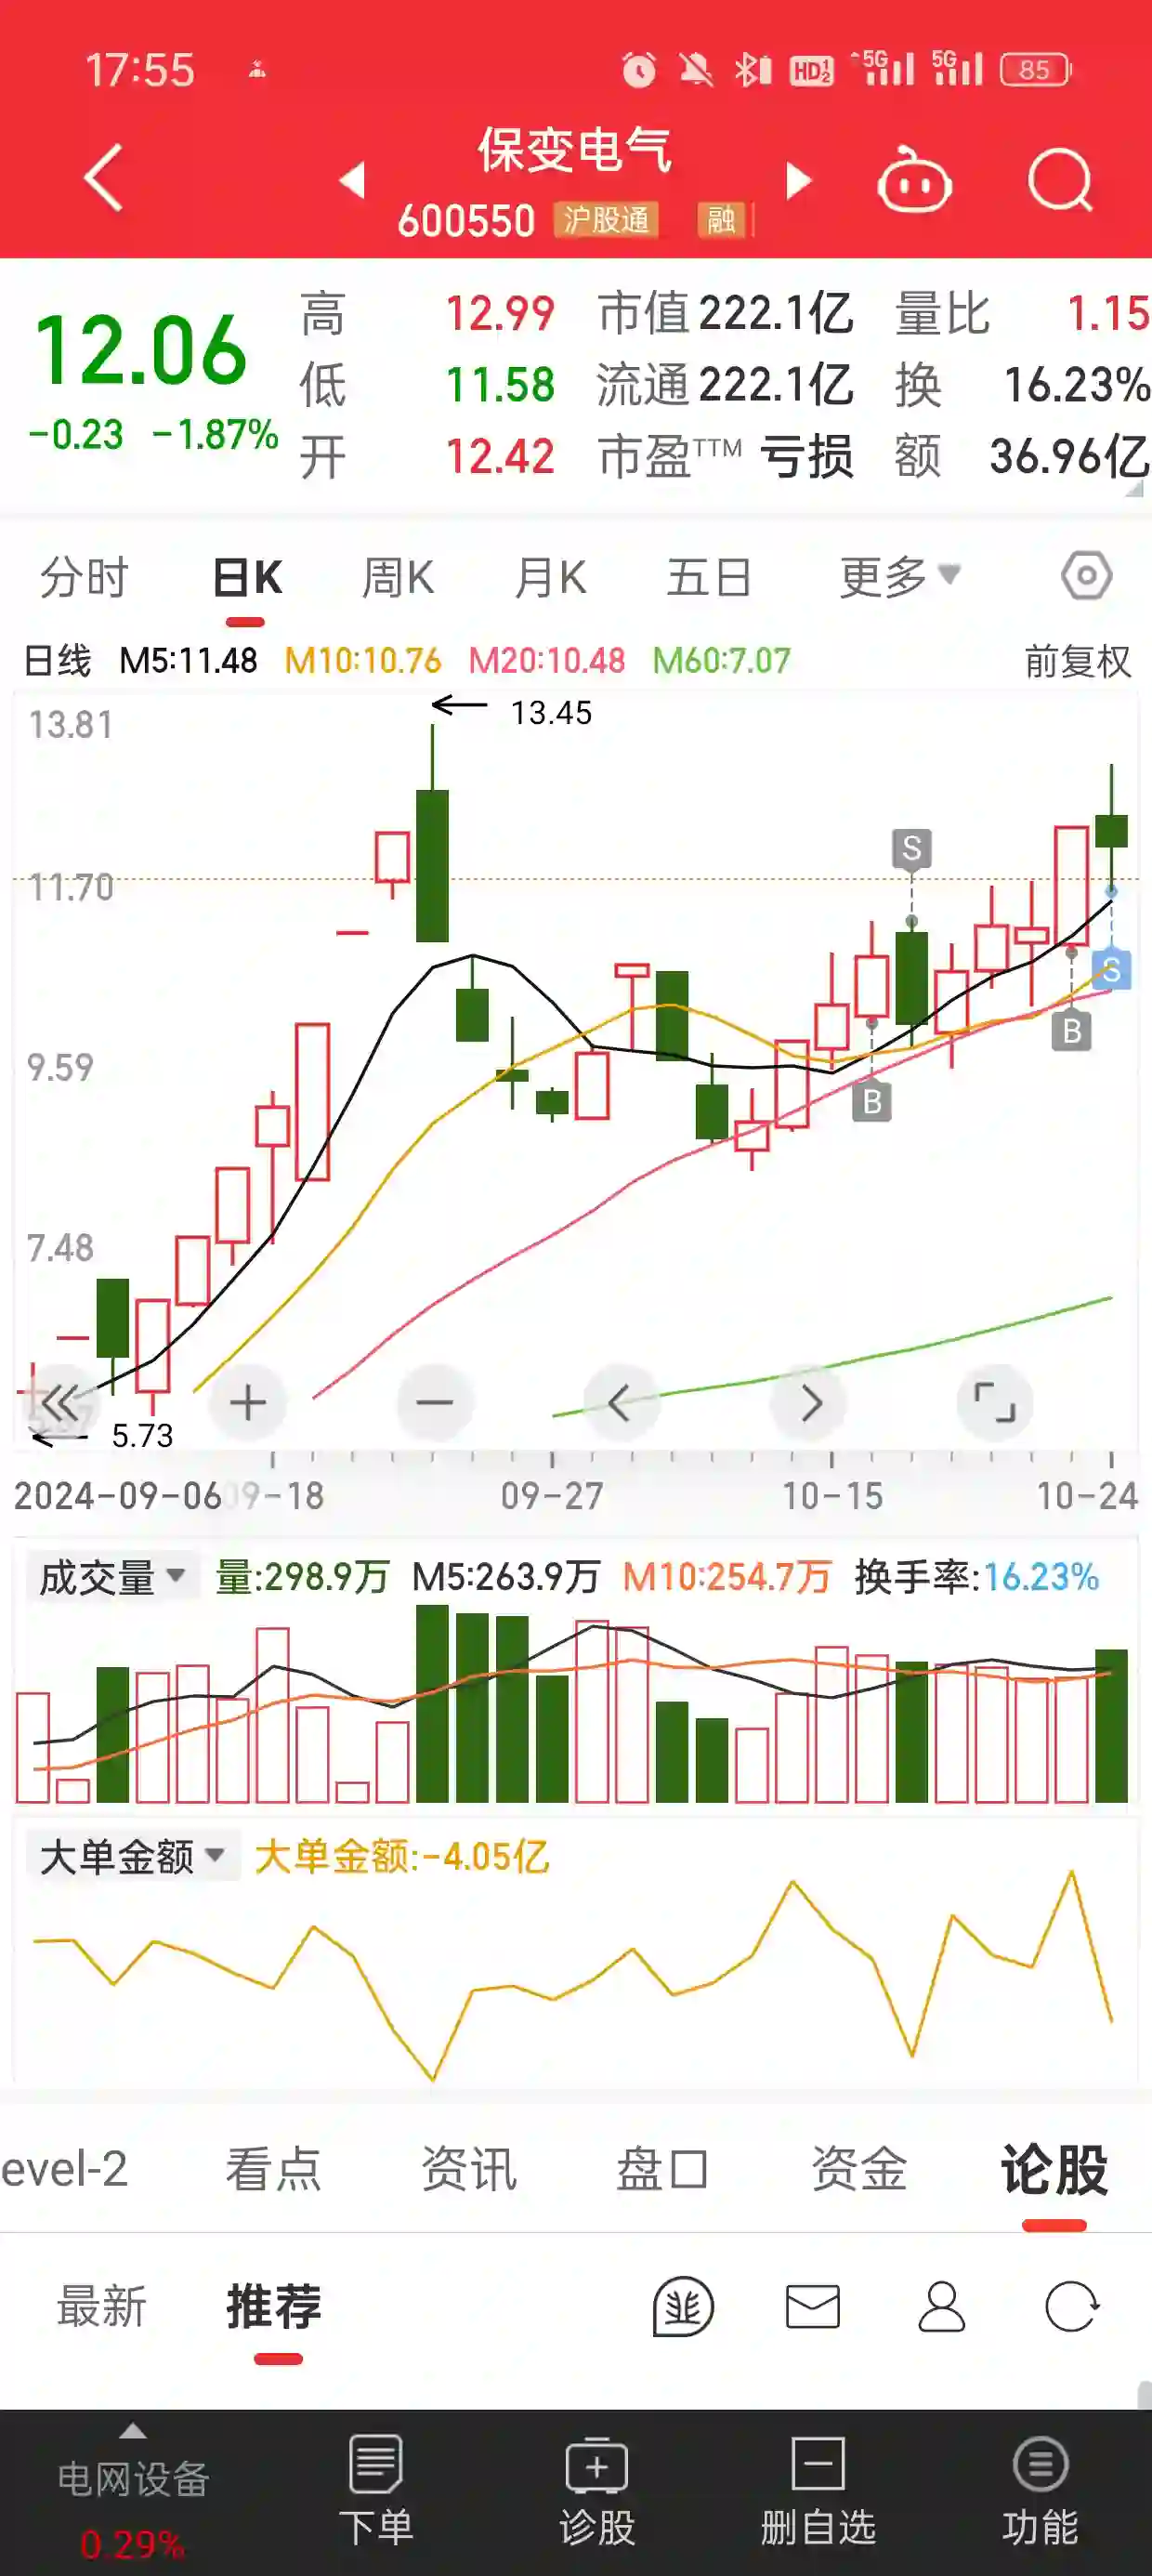 17:55 HD 1 2 5G 5G 85
保变电气
600550 沪股通 融
12.06
-0.23 -1.87%
高 12.99 市值 222.1亿 量比 1.15
低 11.58 流通 222.1亿 换 16.23%
开 12.42 市盈TTM 亏损 额 36.96亿
分时 日K 周K 月K 五日 更多
日线 M5:11.48 M10:10.76 M20:10.48 M60:7.07 前复权
13.81
13.45
S
11.70
S
B
9.59
B
7.48
5.73
2024-09-06 09-18 09-27 10-15 10-24
成交量 量:298.9万 M5:263.9万 M10:254.7万 换手率:16.23%
大单金额 大单金额:-4.05亿
evel-2 看点 资讯 盘口 资金 论股
最新 推荐
电网设备
0.29%
下单 诊股 删自选 功能